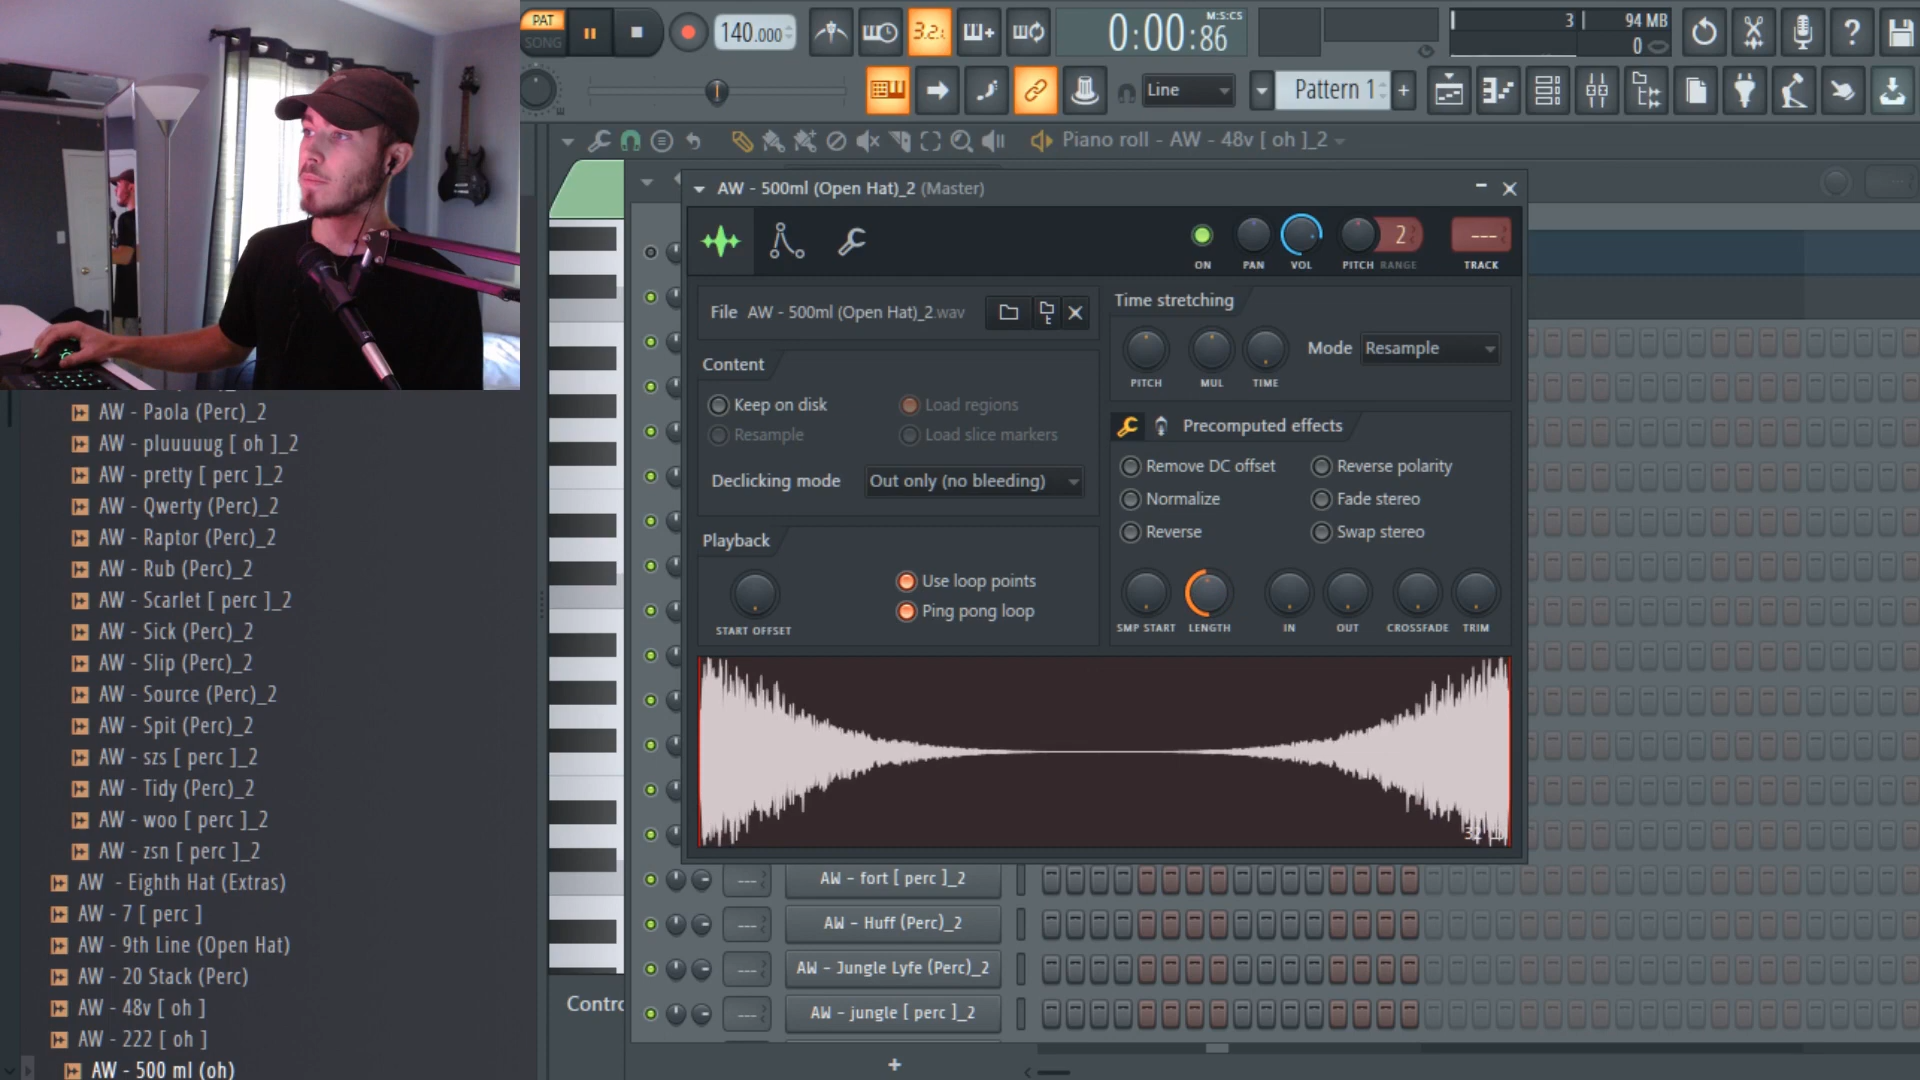 PAT
SONG
140.000
3.2.1
0:00:86
M:S:CS
3
94 MB
0
Line
Pattern 1
+
Piano roll - AW - 48v [ oh ]_2
AW - 500ml (Open Hat)_2 (Master)
ON
PAN
VOL
PITCH
RANGE
2
---
TRACK
File AW - 500ml (Open Hat)_2.wav
Content
Keep on disk
Load regions
Resample
Load slice markers
Declicking mode
Out only (no bleeding)
Playback
START OFFSET
Use loop points
Ping pong loop
Time stretching
PITCH
MUL
TIME
Mode
Resample
Precomputed effects
Remove DC offset
Reverse polarity
Normalize
Fade stereo
Reverse
Swap stereo
SMP START
LENGTH
IN
OUT
CROSSFADE
TRIM
AW - Paola (Perc)_2
AW - pluuuuug [ oh ]_2
AW - pretty [ perc ]_2
AW - Qwerty (Perc)_2
AW - Raptor (Perc)_2
AW - Rub (Perc)_2
AW - Scarlet [ perc ]_2
AW - Sick (Perc)_2
AW - Slip (Perc)_2
AW - Source (Perc)_2
AW - Spit (Perc)_2
AW - szs [ perc ]_2
AW - Tidy (Perc)_2
AW - woo [ perc ]_2
AW - zsn [ perc ]_2
AW  - Eighth Hat (Extras)
AW - 7 [ perc ]
AW - 9th Line (Open Hat)
AW - 20 Stack (Perc)
AW - 48v [ oh ]
AW - 222 [ oh ]
AW - 500 ml (oh)
Contro
--- AW - fort [ perc ]_2
--- AW - Huff (Perc)_2
--- AW - Jungle Lyfe (Perc)_2
--- AW - jungle [ perc ]_2
+